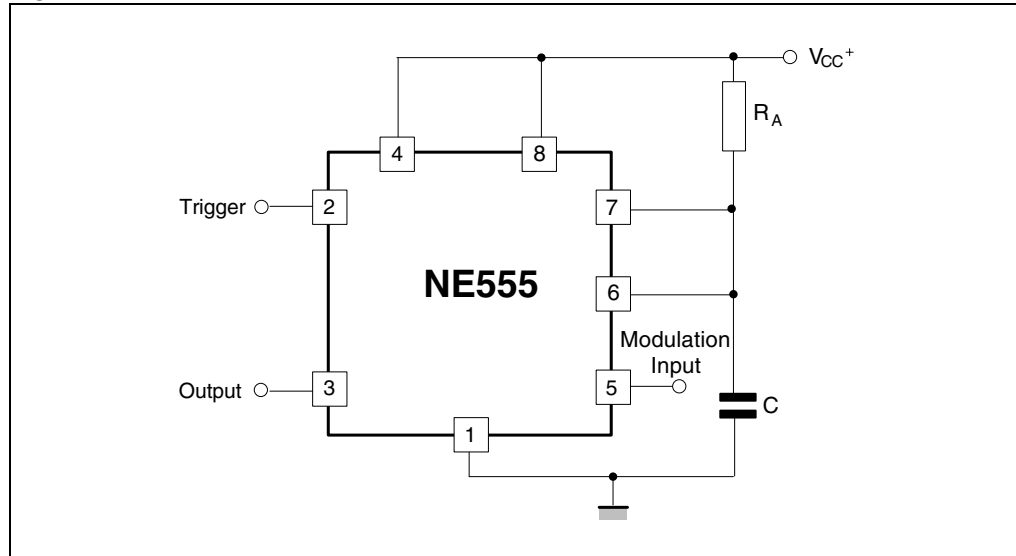 VCC+
RA
4
8
Trigger
2
7
NE555
6
Modulation
Input
Output
3
5
C
1